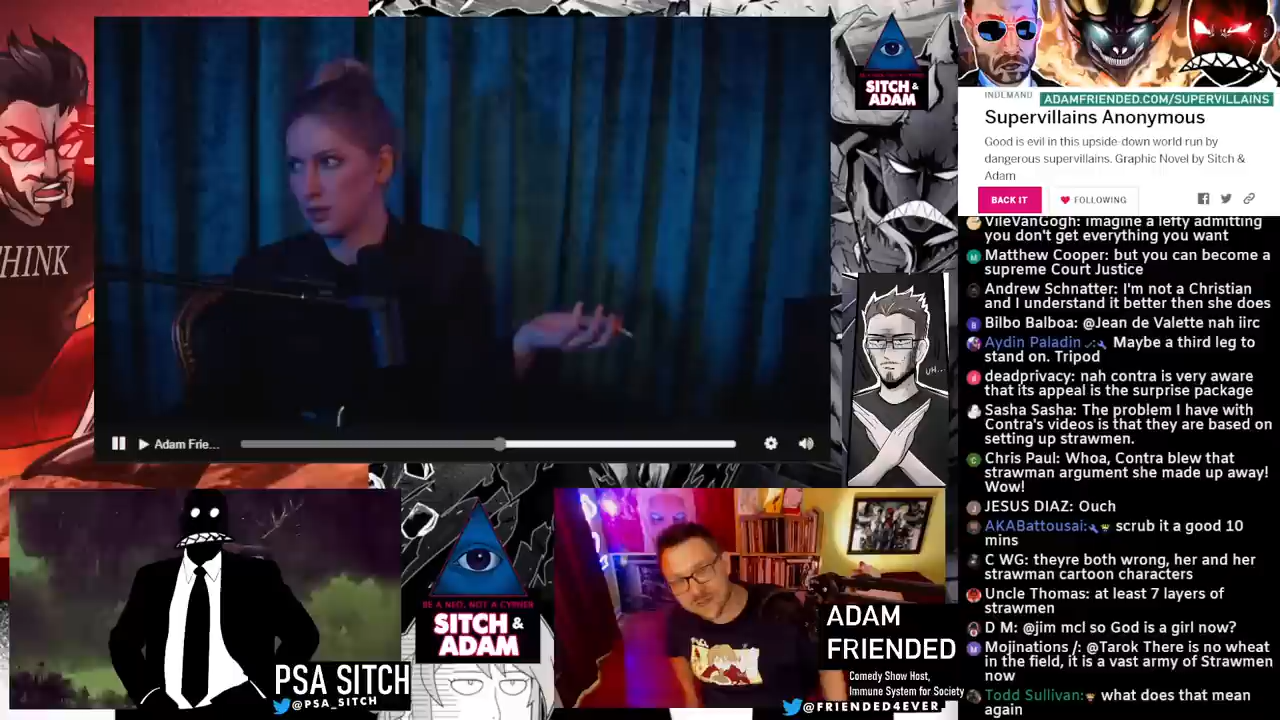 THINK
Adam Frie...
BE A NEO, NOT A CYPHER
SITCH &
ADAM
UH...
INDEMAND
ADAMFRIENDED.COM/SUPERVILLAINS
Supervillains Anonymous
Good is evil in this upside-down world run by
dangerous supervillains. Graphic Novel by Sitch &
Adam
BACK IT
FOLLOWING
VileVanGogh: Imagine a lefty admitting
you don't get everything you want
Matthew Cooper: but you can become a
supreme Court Justice
Andrew Schnatter: I'm not a Christian
and I understand it better then she does
Bilbo Balboa: @Jean de Valette nah iirc
Aydin Paladin Maybe a third leg to
stand on. Tripod
deadprivacy: nah contra is very aware
that its appeal is the surprise package
Sasha Sasha: The problem I have with
Contra's videos is that they are based on
setting up strawmen.
Chris Paul: Whoa, Contra blew that
strawman argument she made up away!
Wow!
JESUS DIAZ: Ouch
AKABattousai: scrub it a good 10
mins
C WG: theyre both wrong, her and her
strawman cartoon characters
Uncle Thomas: at least 7 layers of
strawmen
D M: @jim mcl so God is a girl now?
Mojinations /: @Tarok There is no wheat
in the field, it is a vast army of Strawmen
now
Todd Sullivan: what does that mean
again
PSA SITCH
@PSA_SITCH
BE A NEO, NOT A CYPHER
SITCH &
ADAM
ADAM
FRIENDED
Comedy Show Host,
Immune System for Society
@FRIENDED4EVER